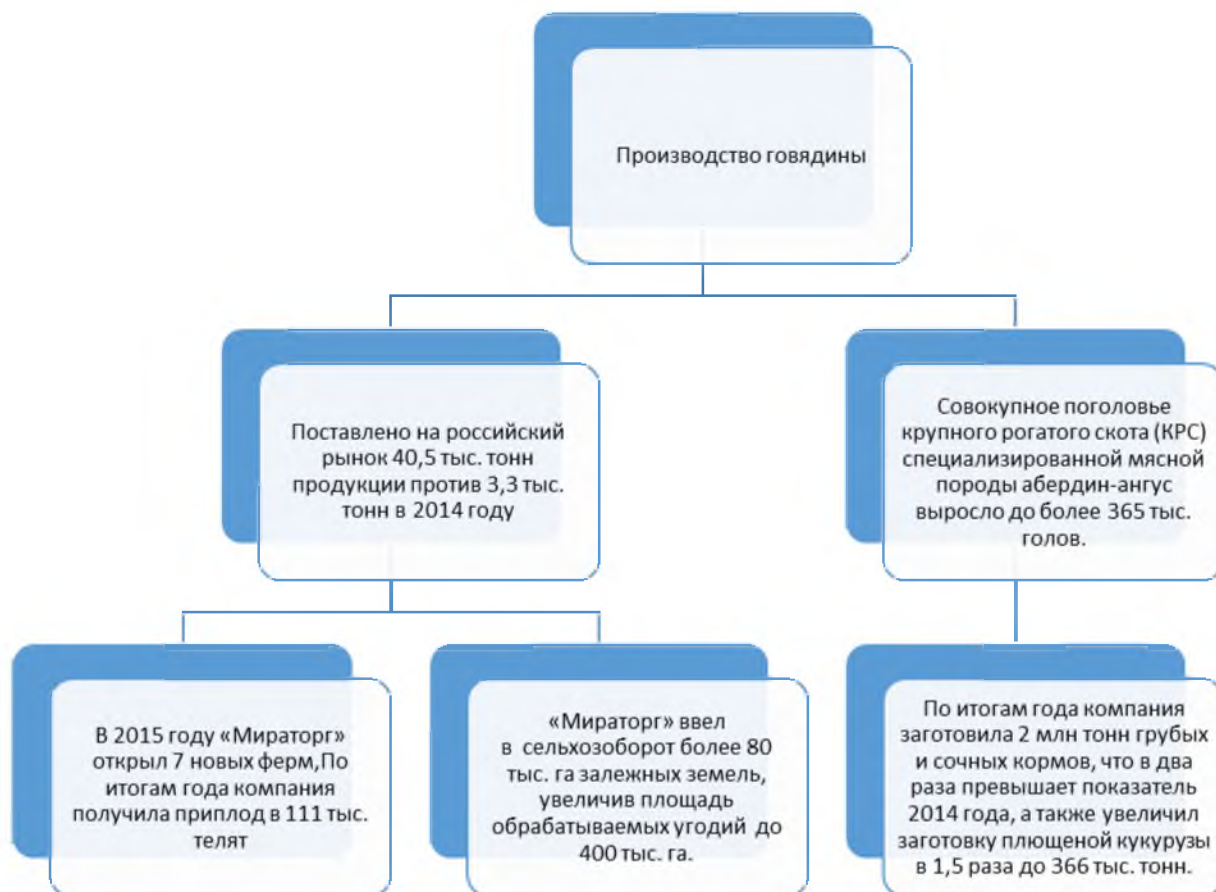 Производство говядины
Поставлено на российский
рынок 40,5 тыс. тонн
продукции против 3,3 тыс.
тонн в 2014 году
Совокупное поголовье
крупного рогатого скота (КРС)
специализированной мясной
породы абердин-ангус
выросло до более 365 тыс.
голов.
В 2015 году «Мираторг»
открыл 7 новых ферм,По
итогам года компания
получила приплод в 111 тыс.
телят
«Мираторг» ввел
в сельхозоборот более 80
тыс. га залежных земель,
увеличив площадь
обрабатываемых угодий до
400 тыс. га.
По итогам года компания
заготовила 2 млн тонн грубых
и сочных кормов, что в два
раза превышает показатель
2014 года, а также увеличил
заготовку плющеной кукурузы
в 1,5 раза до 366 тыс. тонн.